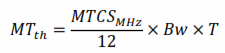 MT_th = MTCS_MHz / 12 × Bw × T